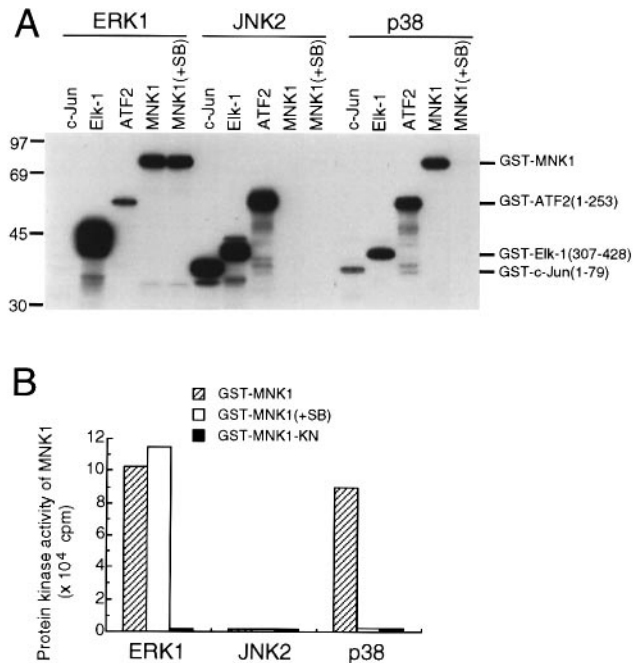 A
ERK1 JNK2 p38
c-Jun Elk-1 ATF2 MNK1 MNK1(+SB) c-Jun Elk-1 ATF2 MNK1 MNK1(+SB) c-Jun Elk-1 ATF2 MNK1 MNK1(+SB)
97
69
45
30
GST-MNK1
GST-ATF2(1-253)
GST-Elk-1(307-428)
GST-c-Jun(1-79)
B
GST-MNK1
GST-MNK1(+SB)
GST-MNK1-KN
Protein kinase activity of MNK1
(x 10⁴ cpm)
12
10
8
6
4
2
0
ERK1 JNK2 p38